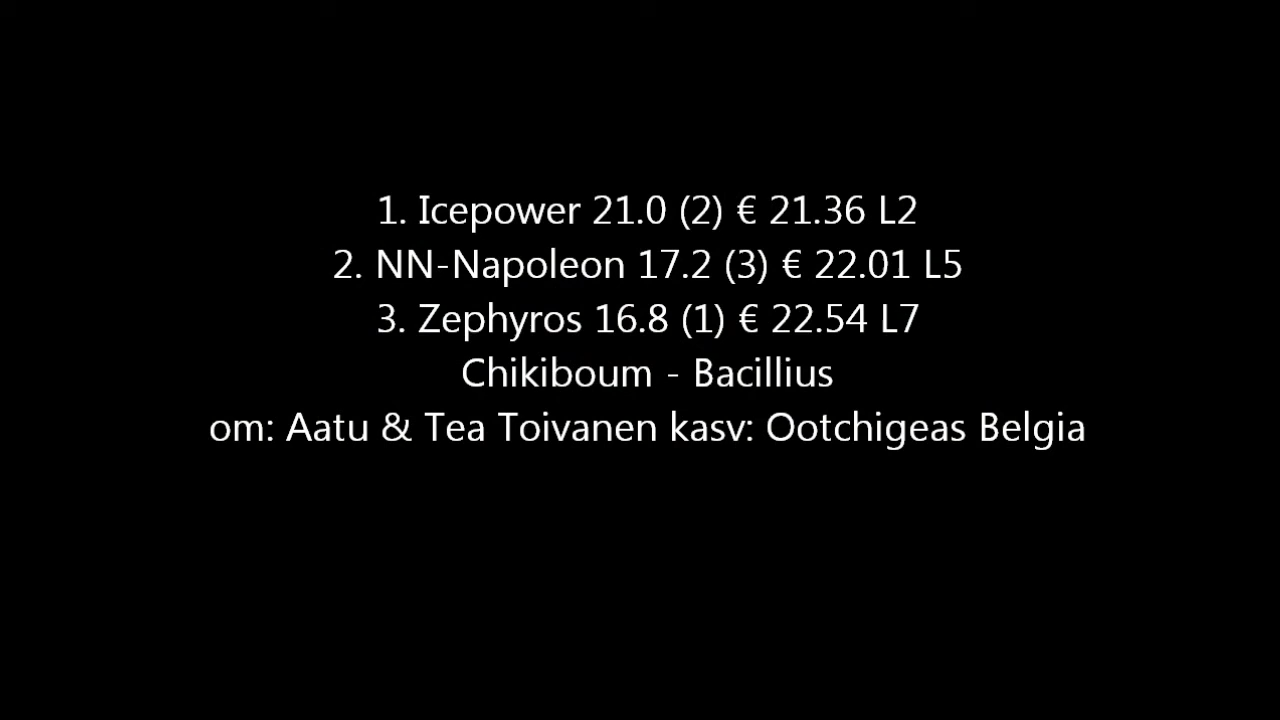 1. Icepower 21.0 (2) € 21.36 L2
2. NN-Napoleon 17.2 (3) € 22.01 L5
3. Zephyros 16.8 (1) € 22.54 L7
Chikiboum - Bacillius
om: Aatu & Tea Toivanen kasv: Ootchigeas Belgia